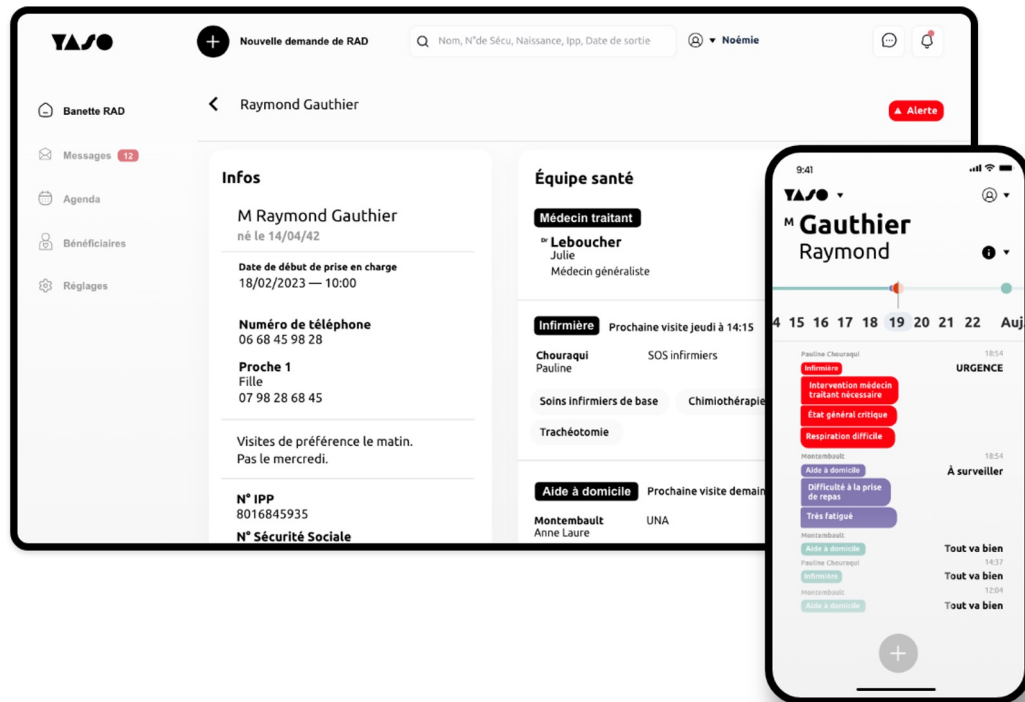 YASO
Nouvelle demande de RAD
Nom, N°de Sécu, Naissance, Ipp, Date de sortie
Noémie
Banette RAD
Messages 12
Agenda
Bénéficiaires
Réglages
Raymond Gauthier
Alerte
Infos
M Raymond Gauthier
né le 14/04/42
Date de début de prise en charge
18/02/2023 — 10:00
Numéro de téléphone
06 68 45 98 28
Proche 1
Fille
07 98 28 68 45
Visites de préférence le matin.
Pas le mercredi.
N° IPP
8016845935
N° Sécurité Sociale
Équipe santé
Médecin traitant
Dr Leboucher
Julie
Médecin généraliste
Infirmière Prochaine visite jeudi à 14:15
Chouraqui SOS infirmiers
Pauline
Soins infirmiers de base Chimiothérapie
Trachéotomie
Aide à domicile Prochaine visite demain
Montembault UNA
Anne Laure
9:41
YASO
M Gauthier
Raymond
4 15 16 17 18 19 20 21 22 Auj
Pauline Chouraqui 18:54
Infirmière URGENCE
Intervention médecin
traitant nécessaire
État général critique
Respiration difficile
Montembault 18:54
Aide à domicile À surveiller
Difficulté à la prise
de repas
Très fatigué
Montembault
Aide à domicile Tout va bien
Pauline Chouraqui 14:37
Infirmière Tout va bien
Montembault 12:04
Aide à domicile Tout va bien